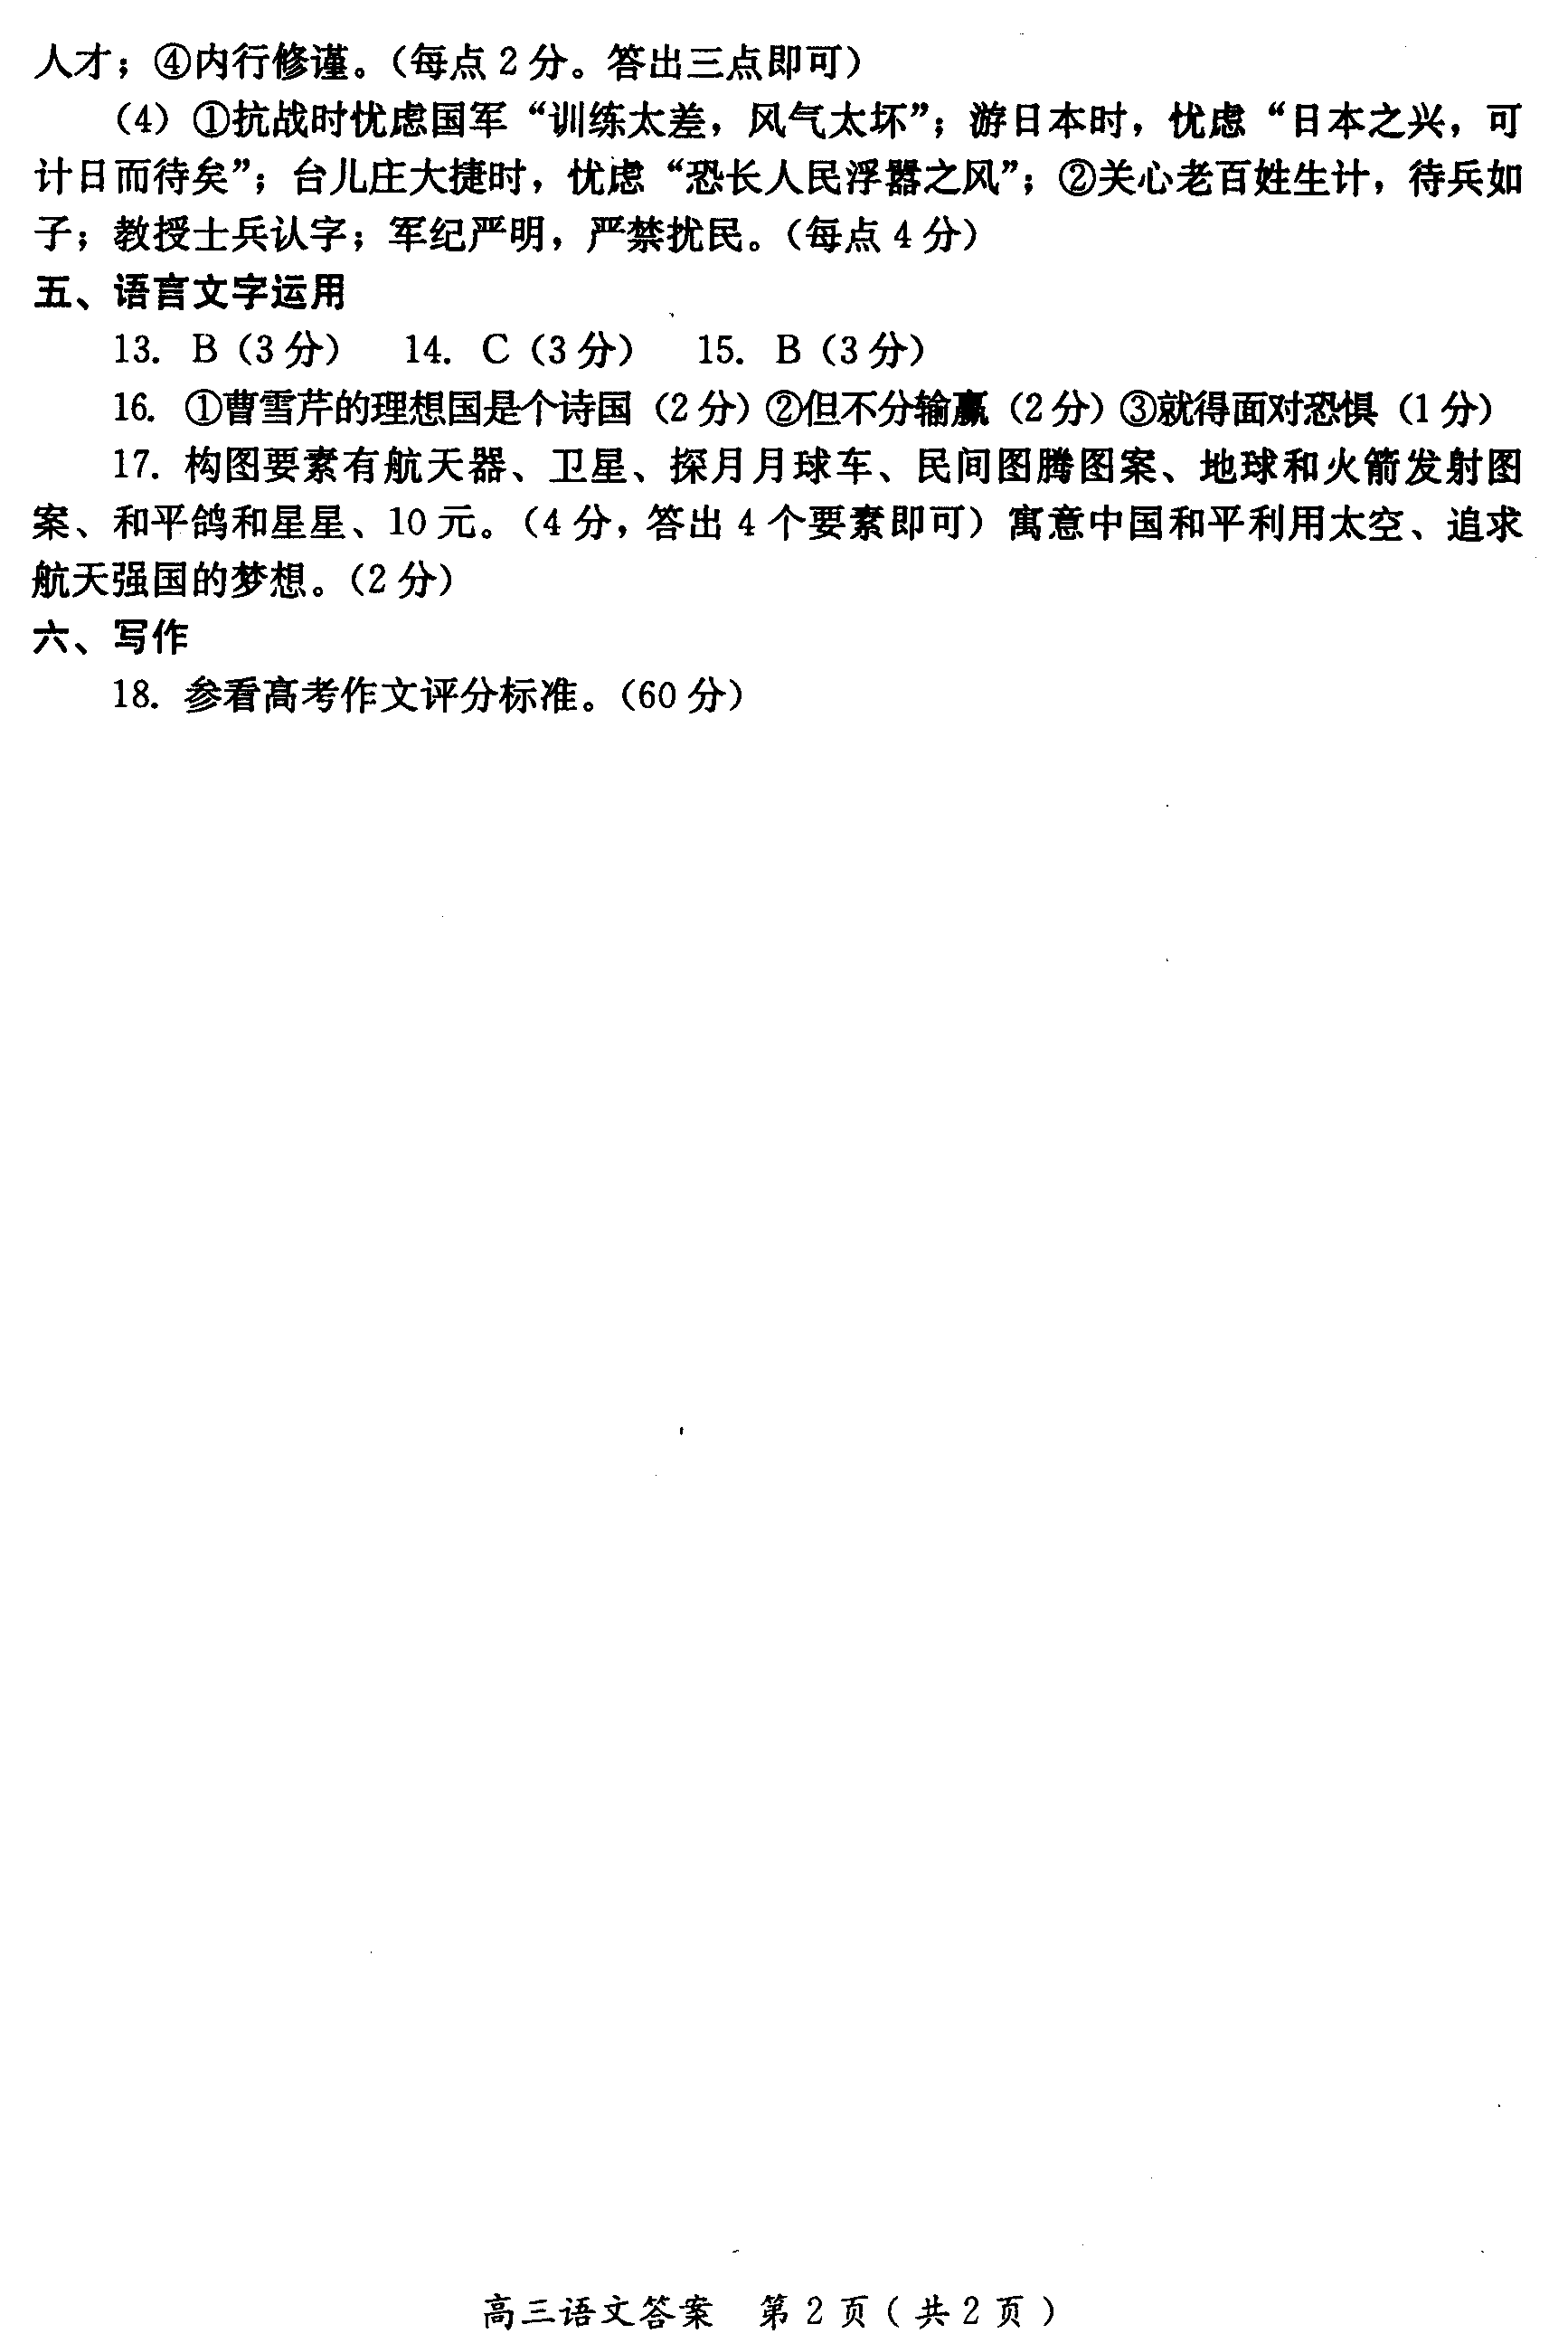 人才；④内行修谨。（每点 2 分。答出三点即可）
（4）①抗战时忧虑国军“训练太差，风气太坏”；游日本时，忧虑“日本之兴，可
计日而待矣”；台儿庄大捷时，忧虑“恐长人民浮嚣之风”；②关心老百姓生计，待兵如
子；教授士兵认字；军纪严明，严禁扰民。（每点 4 分）
五、语言文字运用
13. B（3 分） 14. C（3 分） 15. B（3 分）
16. ①曹雪芹的理想国是个诗国（2 分）②但不分输赢（2 分）③就得面对恐惧（1 分）
17. 构图要素有航天器、卫星、探月月球车、民间图腾图案、地球和火箭发射图
案、和平鸽和星星、10 元。（4 分，答出 4 个要素即可）寓意中国和平利用太空、追求
航天强国的梦想。（2 分）
六、写作
18. 参看高考作文评分标准。（60 分）
高三语文答案 第 2 页（共 2 页）